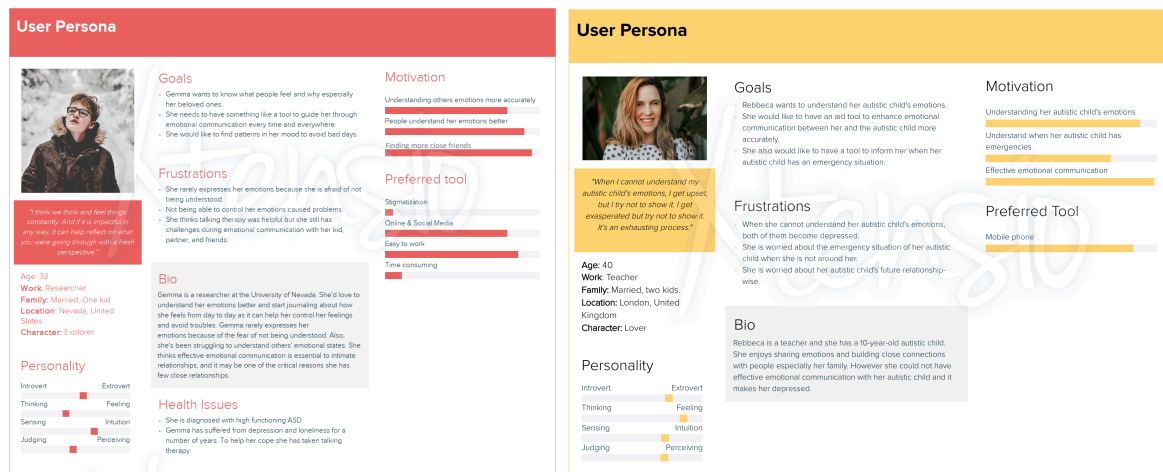 User Persona
"I think we think and feel things
constantly. And if it is impactful in
any way, it can help reflect on what
you were going through with a fresh
perspective."
Age: 32
Work: Researcher
Family: Married, One kid
Location: Nevada, United
States
Character: Explorer
Personality
Introvert Extrovert
Thinking Feeling
Sensing Intuition
Judging Perceiving
Goals
- Gemma wants to know what people feel and why especially
her beloved ones.
- She needs to have something like a tool to guide her through
emotional communication every time and everywhere.
- She would like to find patterns in her mood to avoid bad days.
Frustrations
- She rarely expresses her emotions because she is afraid of not
being understood.
- Not being able to control her emotions caused problems.
- She thinks talking therapy was helpful but she still has
challenges during emotional communication with her kid,
partner, and friends.
Bio
Gemma is a researcher at the University of Nevada. She'd love to
understand her emotions better and start journaling about how
she feels from day to day as it can help her control her feelings
and avoid troubles. Gemma rarely expresses her
emotions because of the fear of not being understood. Also,
she's been struggling to understand others' emotional states. She
thinks effective emotional communication is essential to intimate
relationships, and it may be one of the critical reasons she has
few close relationships.
Health Issues
- She is diagnosed with high functioning ASD
- Gemma has suffered from depression and loneliness for a
number of years. To help her cope she has taken talking
therapy.
Motivation
Understanding others emotions more accurately
People understand her emotions better
Finding more close friends
Preferred tool
Stigmatization
Online & Social Media
Easy to work
Time consuming
User Persona
"When I cannot understand my
autistic child's emotions, I get upset,
but I try not to show it. I get
exasperated but try not to show it.
It's an exhausting process."
Age: 40
Work: Teacher
Family: Married, two kids.
Location: London, United
Kingdom
Character: Lover
Personality
Introvert Extrovert
Thinking Feeling
Sensing Intuition
Judging Perceiving
Goals
- Rebbeca wants to understand her autistic child's emotions.
- She would like to have an aid tool to enhance emotional
communication between her and the autistic child more
accurately.
- She also would like to have a tool to inform her when her
autistic child has an emergency situation.
Frustrations
- When she cannot understand her autistic child's emotions,
both of them become depressed.
- She is worried about the emergency situation of her autistic
child when she is not around her.
- She is worried about her autistic child's future relationship-
wise.
Bio
Rebbeca is a teacher and she has a 10-year-old autistic child.
She enjoys sharing emotions and building close connections
with people especially her family. However she could not have
effective emotional communication with her autistic child and it
makes her depressed.
Motivation
Understanding her autistic child's emotions
Understand when her autistic child has
emergencies
Effective emotional communication
Preferred Tool
Mobile phone